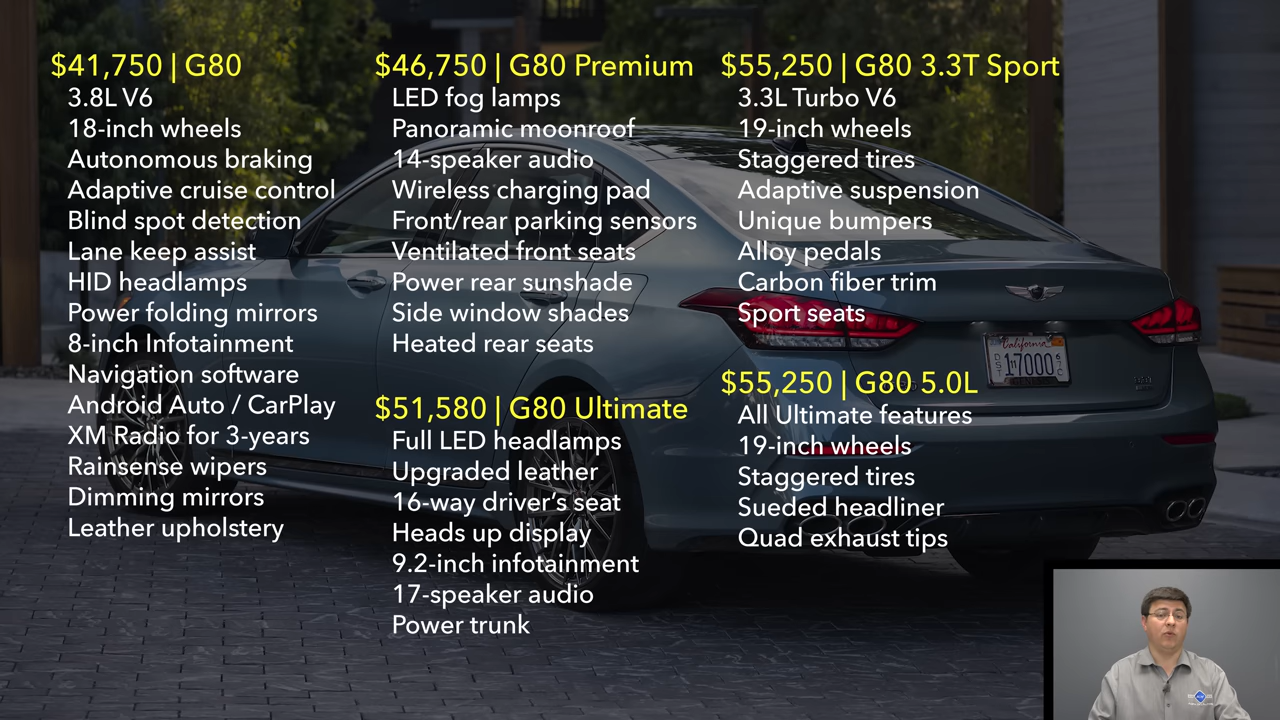 $41,750 | G80
3.8L V6
18-inch wheels
Autonomous braking
Adaptive cruise control
Blind spot detection
Lane keep assist
HID headlamps
Power folding mirrors
8-inch Infotainment
Navigation software
Android Auto / CarPlay
XM Radio for 3-years
Rainsense wipers
Dimming mirrors
Leather upholstery
$46,750 | G80 Premium
LED fog lamps
Panoramic moonroof
14-speaker audio
Wireless charging pad
Front/rear parking sensors
Ventilated front seats
Power rear sunshade
Side window shades
Heated rear seats
$51,580 | G80 Ultimate
Full LED headlamps
Upgraded leather
16-way driver’s seat
Heads up display
9.2-inch infotainment
17-speaker audio
Power trunk
$55,250 | G80 3.3T Sport
3.3L Turbo V6
19-inch wheels
Staggered tires
Adaptive suspension
Unique bumpers
Alloy pedals
Carbon fiber trim
Sport seats
$55,250 | G80 5.0L
All Ultimate features
19-inch wheels
Staggered tires
Sueded headliner
Quad exhaust tips
California
17000